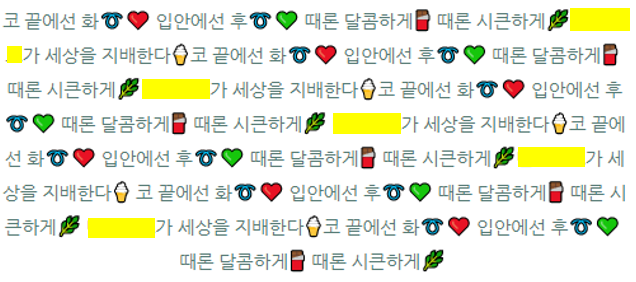 코 끝에선 화➰❤️ 입안에선 후➰💚 때론 달콤하게🍫 때론 시큰하게🌿
가 세상을 지배한다🍦코 끝에선 화➰❤️ 입안에선 후➰💚 때론 달콤하게🍫
때론 시큰하게🌿 가 세상을 지배한다🍦코 끝에선 화➰❤️ 입안에선 후
➰💚 때론 달콤하게🍫 때론 시큰하게🌿 가 세상을 지배한다🍦코 끝에
선 화➰❤️ 입안에선 후➰💚 때론 달콤하게🍫 때론 시큰하게🌿 가 세
상을 지배한다🍦 코 끝에선 화➰❤️ 입안에선 후➰💚 때론 달콤하게🍫 때론 시
큰하게🌿 가 세상을 지배한다🍦코 끝에선 화➰❤️ 입안에선 후➰💚
때론 달콤하게🍫 때론 시큰하게🌿